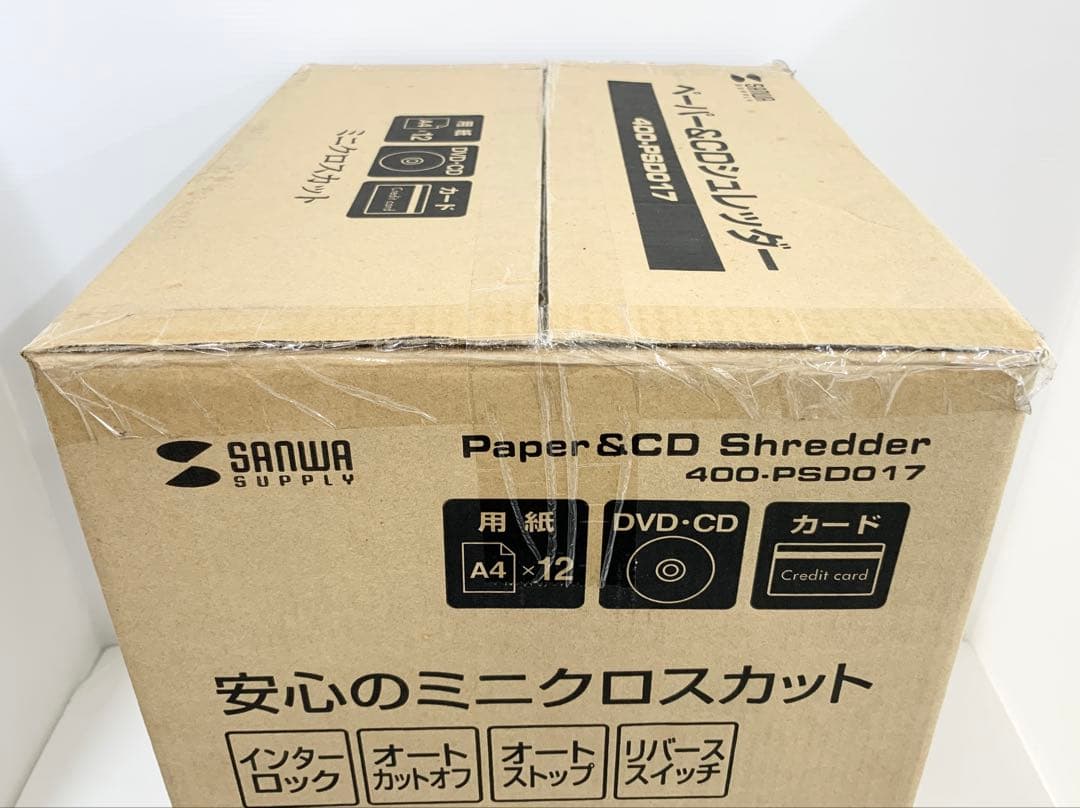 SANWA
SUPPLY
ペーパー&CDシュレッダー
400-PSD017
用紙
A4 ×12
DVD・CD
カード
Credit card
ミニクロスカット
SANWA
SUPPLY
Paper & CD Shredder
400-PSD017
用紙
A4 ×12
DVD・CD
カード
Credit card
安心のミニクロスカット
インター
ロック
オート
カットオフ
オート
ストップ
リバース
スイッチ